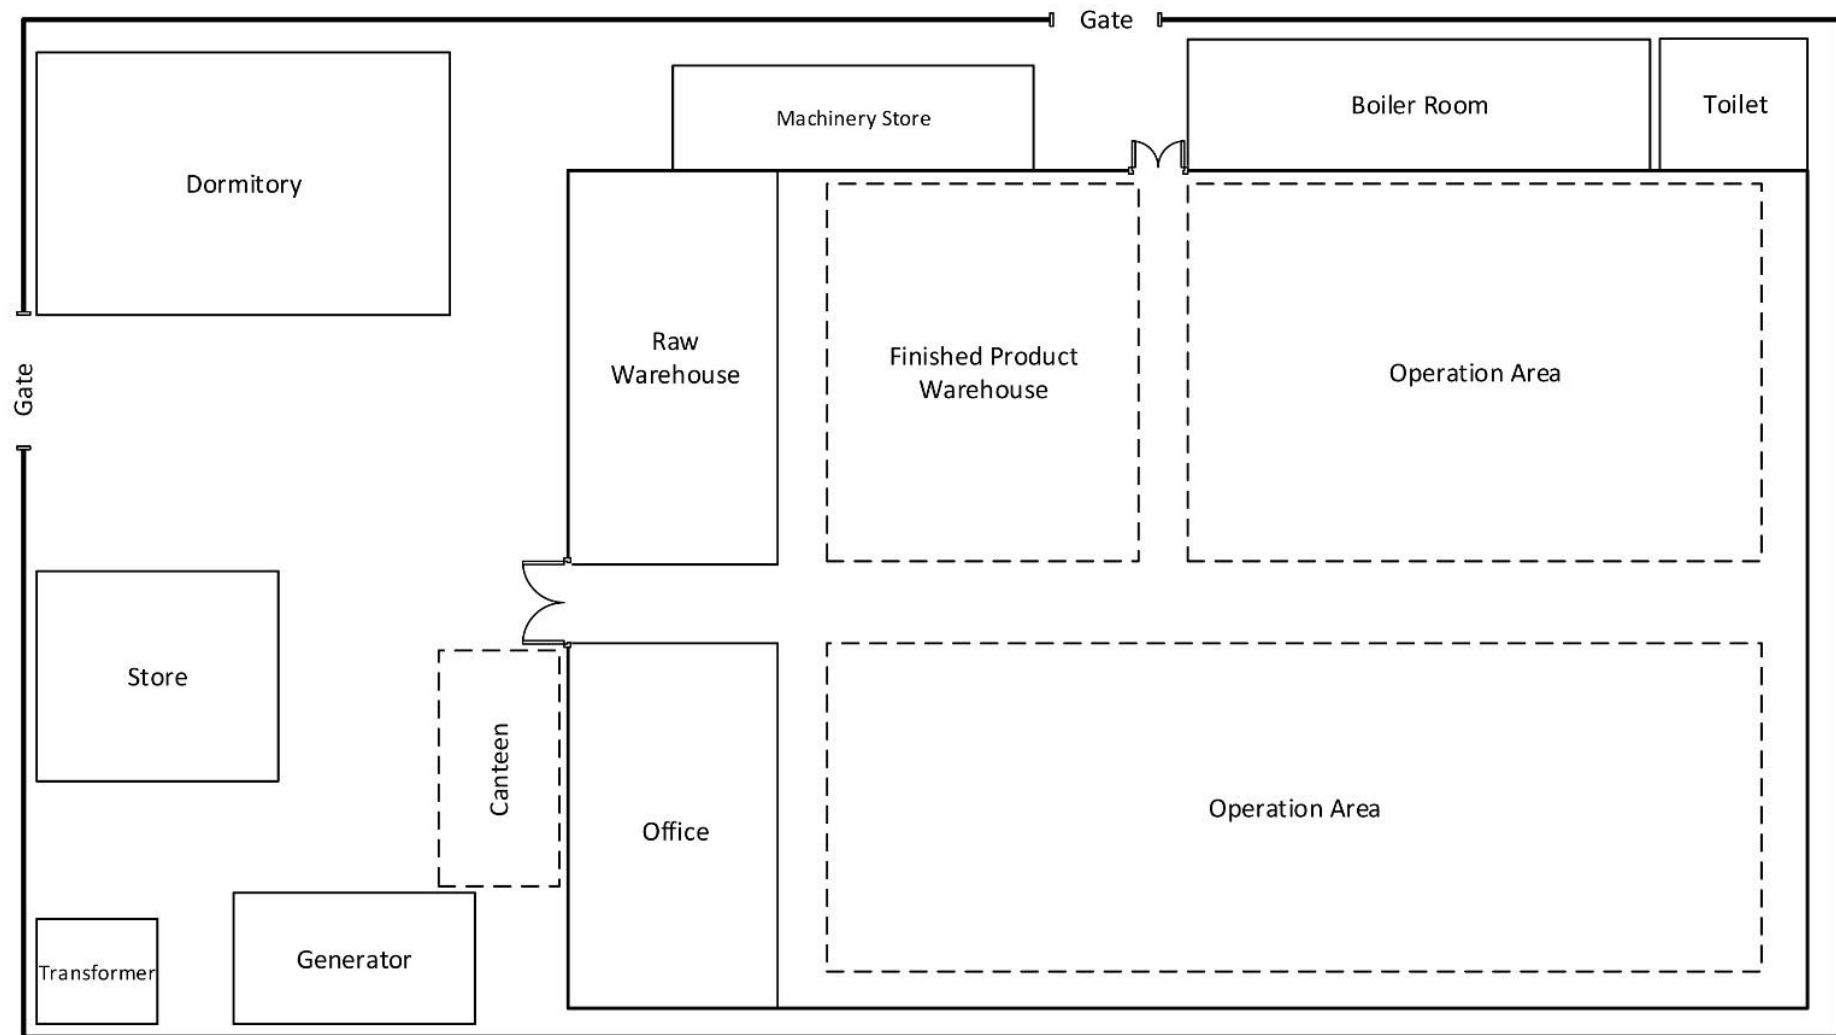 Gate
Machinery Store
Boiler Room
Toilet
Dormitory
Raw
Warehouse
Finished Product
Warehouse
Operation Area
Gate
Store
Canteen
Office
Operation Area
Transformer
Generator